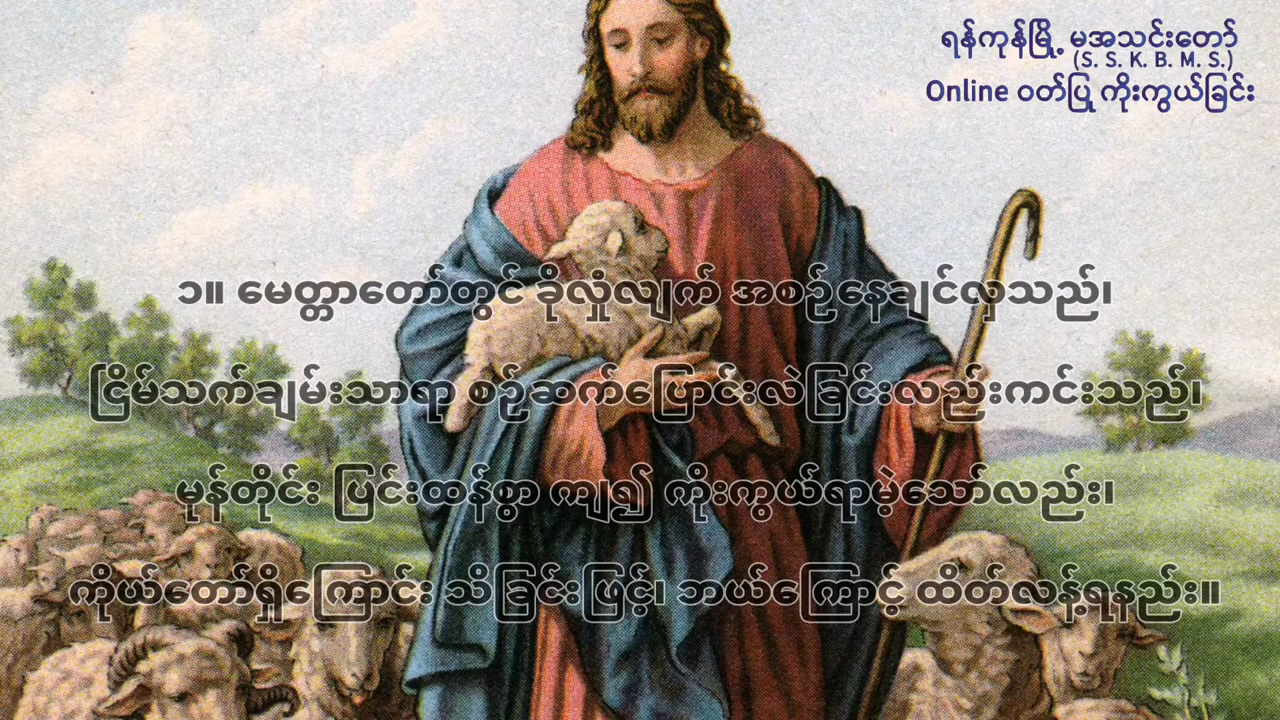 ရန်ကုန်မြို့ မအသင်းတော်
(S. S. K. B. M. S.)
Online ဝတ်ပြု ကိုးကွယ်ခြင်း
၁။ မေတ္တာတော်တွင် ခိုလှုံလျက် အစဉ်နေချင်လှသည်၊
ငြိမ်သက်ချမ်းသာရာ စဉ်ဆက်ပြောင်းလဲခြင်းလည်းကင်းသည်၊
မုန်တိုင်း ပြင်းထန်စွာ ကျ၍ ကိုးကွယ်ရာမဲ့သော်လည်း၊
ကိုယ်တော်ရှိကြောင်း သိခြင်းဖြင့်၊ ဘယ်ကြောင့် ထိတ်လန့်ရနည်း။